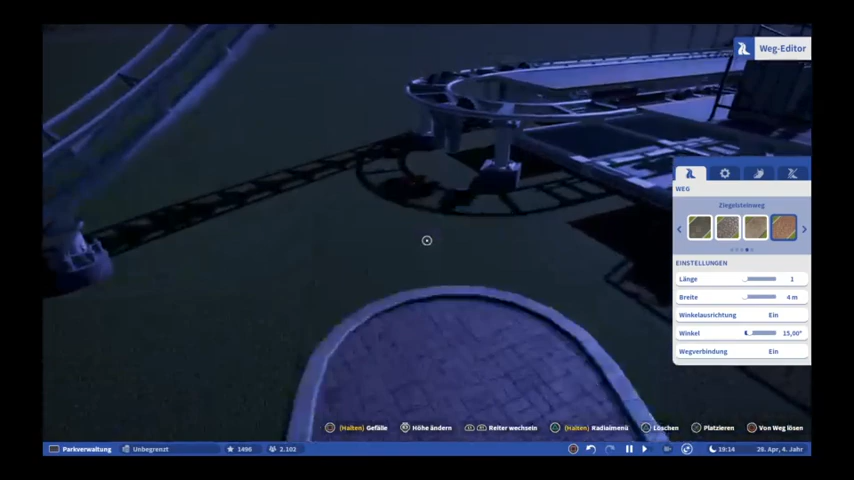 Weg-Editor
WEG
Ziegelsteinweg
EINSTELLUNGEN
Länge 1
Breite 4 m
Winkelausrichtung Ein
Winkel 15,00°
Wegverbindung Ein
(Halten) Gefälle Höhe ändern Reiter wechseln (Halten) Radialmenü Löschen Platzieren Von Weg lösen
Parkverwaltung Unbegrenzt 1496 2.102 19:14 29. Apr, 4. Jahr